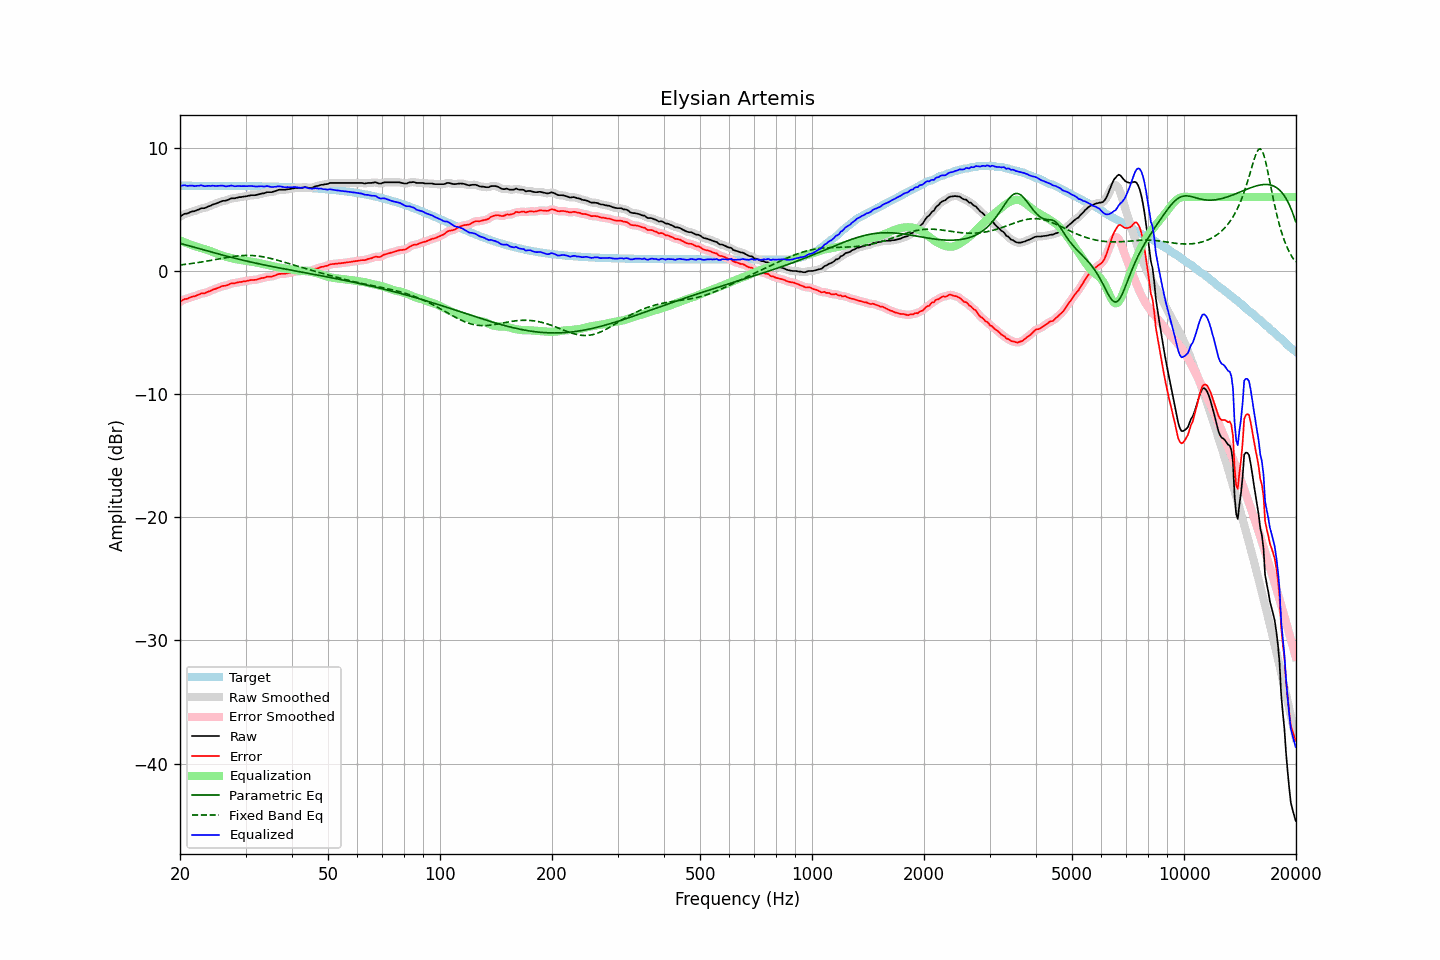 Elysian Artemis
Amplitude (dBr)
10
0
−10
−20
−30
−40
Target
Raw Smoothed
Error Smoothed
Raw
Error
Equalization
Parametric Eq
Fixed Band Eq
Equalized
20 50 100 200 500 1000 2000 5000 10000 20000
Frequency (Hz)